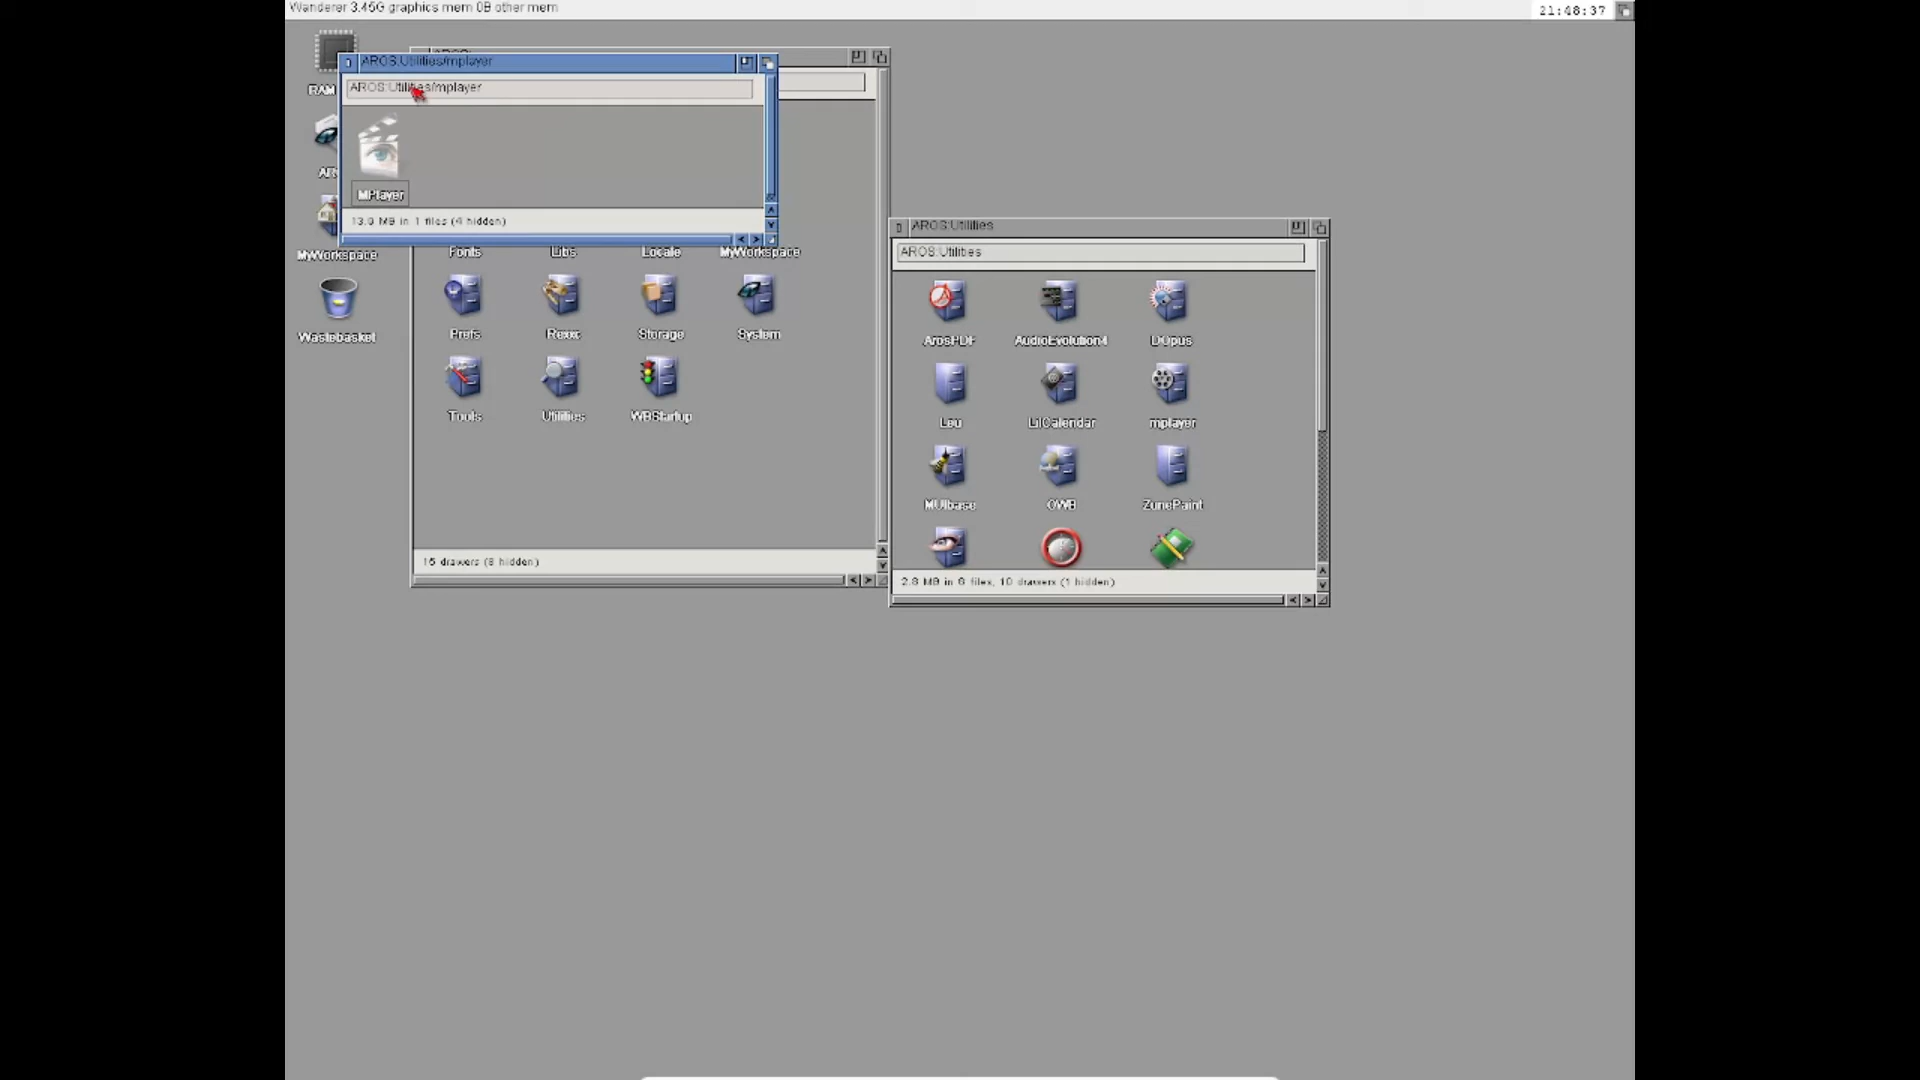 Wanderer 3.45G graphics mem 0B other mem
21:48:37
AROS:Utilities/mplayer
AROS:Utilities/mplayer
MPlayer
13.9 MB in 1 files (4 hidden)
MyWorkspace
Wastebasket
Fonts
Libs
Locale
MyWorkspace
Prefs
Rexxc
Storage
System
Tools
Utilities
WBStartup
15 drawers (8 hidden)
AROS:Utilities
AROS:Utilities
ArosPDF
AudioEvolution4
DOpus
Leu
LilCalendar
mplayer
MUIbase
OWB
ZunePaint
2.8 MB in 6 files, 10 drawers (1 hidden)